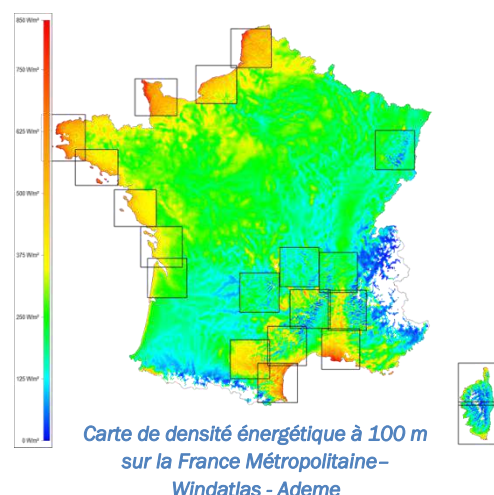 850 W/m²
750 W/m²
625 W/m²
500 W/m²
375 W/m²
250 W/m²
125 W/m²
0 W/m²
Carte de densité énergétique à 100 m
sur la France Métropolitaine–
Windatlas - Ademe